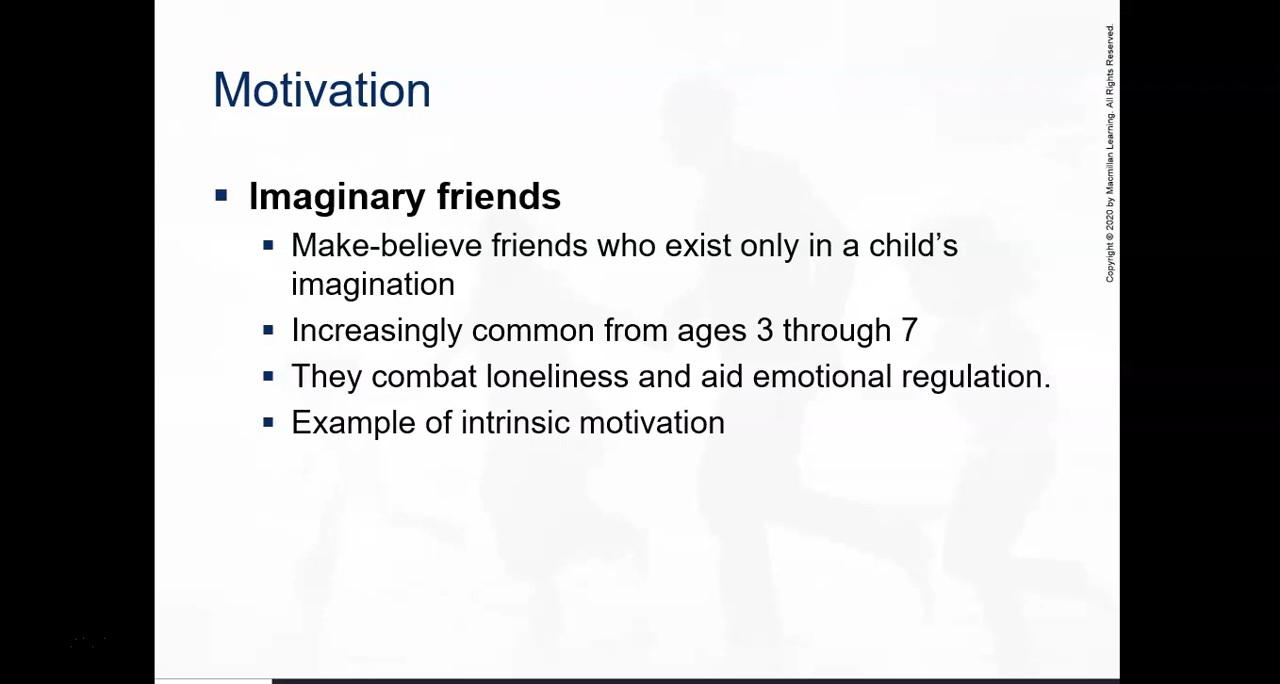 Motivation
Imaginary friends
Make-believe friends who exist only in a child’s
imagination
Increasingly common from ages 3 through 7
They combat loneliness and aid emotional regulation.
Example of intrinsic motivation
Copyright © 2020 by Macmillan Learning. All Rights Reserved.